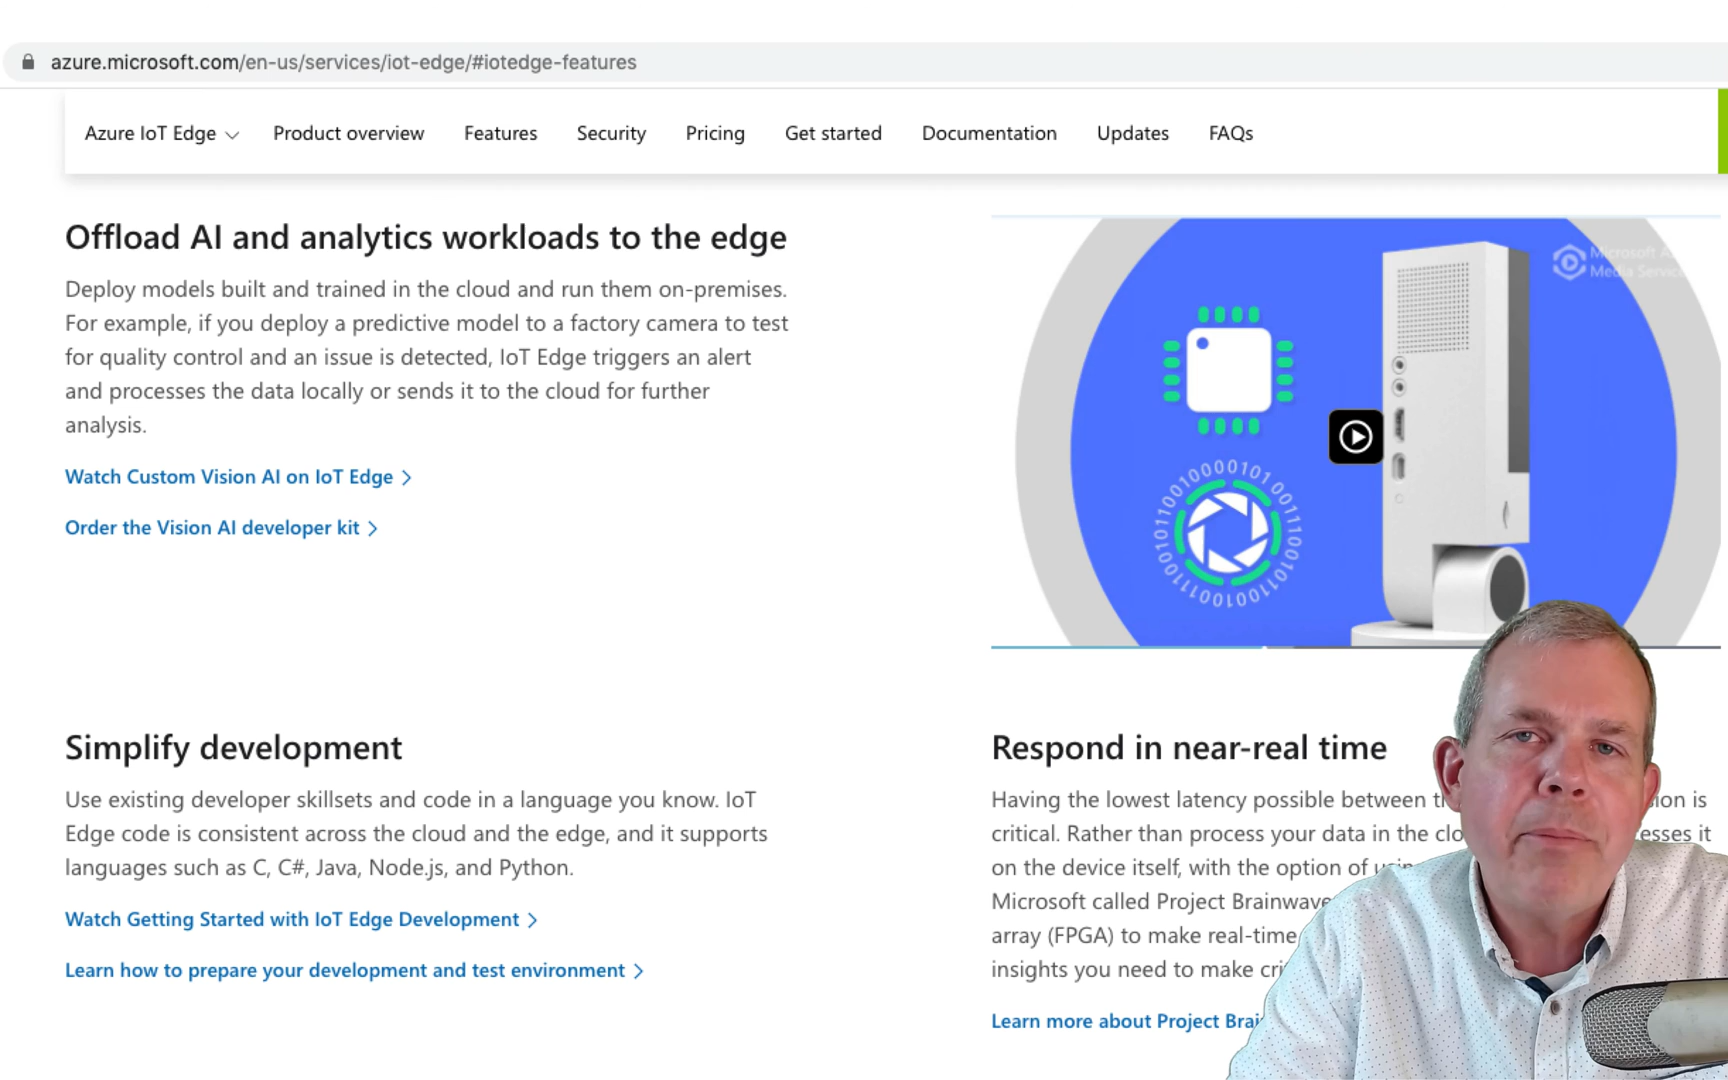 azure.microsoft.com/en-us/services/iot-edge/#iotedge-features
Azure IoT Edge Product overview Features Security Pricing Get started Documentation Updates FAQs
Offload AI and analytics workloads to the edge
Deploy models built and trained in the cloud and run them on-premises.
For example, if you deploy a predictive model to a factory camera to test
for quality control and an issue is detected, IoT Edge triggers an alert
and processes the data locally or sends it to the cloud for further
analysis.
Watch Custom Vision AI on IoT Edge
Order the Vision AI developer kit
Microsoft
Media
Simplify development
Use existing developer skillsets and code in a language you know. IoT
Edge code is consistent across the cloud and the edge, and it supports
languages such as C, C#, Java, Node.js, and Python.
Watch Getting Started with IoT Edge Development
Learn how to prepare your development and test environment
Respond in near-real time
Having the lowest latency possible between is
critical. Rather than process your data in the it
on the device itself, with the option of
Microsoft called Project Brainwave
array (FPGA) to make real-time
insights you need to make
Learn more about Project